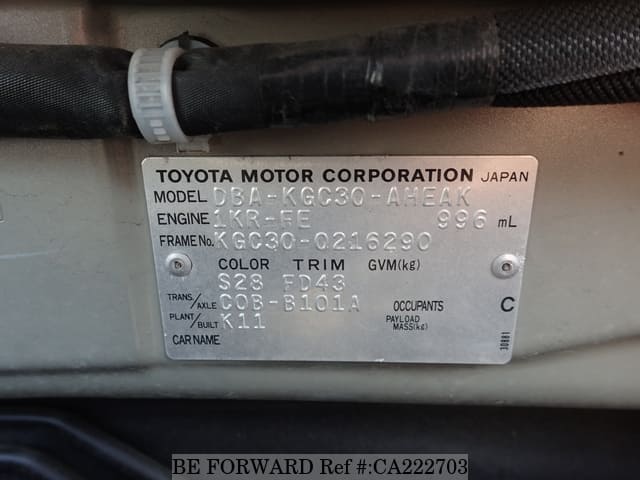 TOYOTA MOTOR CORPORATION JAPAN
MODEL DBA-KGC30-AHEAK
ENGINE 1KR-FE 996 mL
FRAME No. KGC30-0216290
COLOR TRIM GVM(kg)
S28 FD43
TRANS./AXLE C0B-B101A OCCUPANTS C
PLANT/BUILT K11 PAYLOAD MASS(kg)
CAR NAME
30881
BE FORWARD Ref #:CA222703